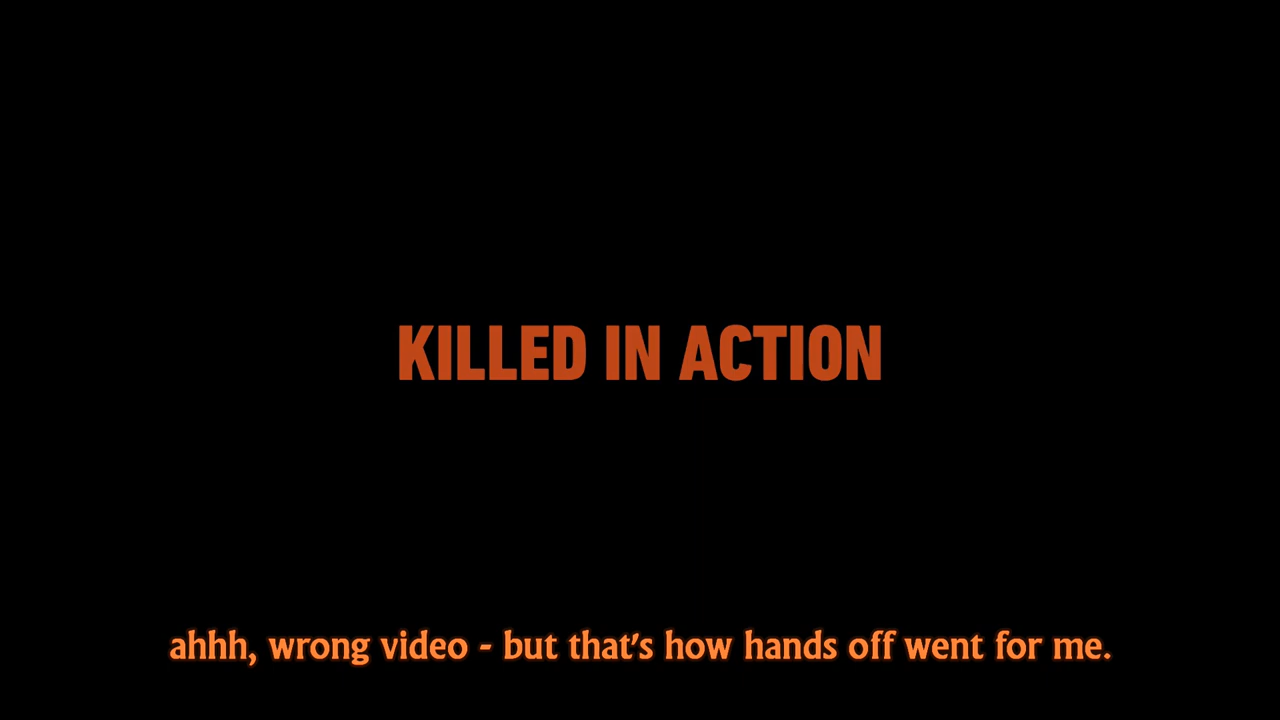 KILLED IN ACTION
ahhh, wrong video - but that's how hands off went for me.